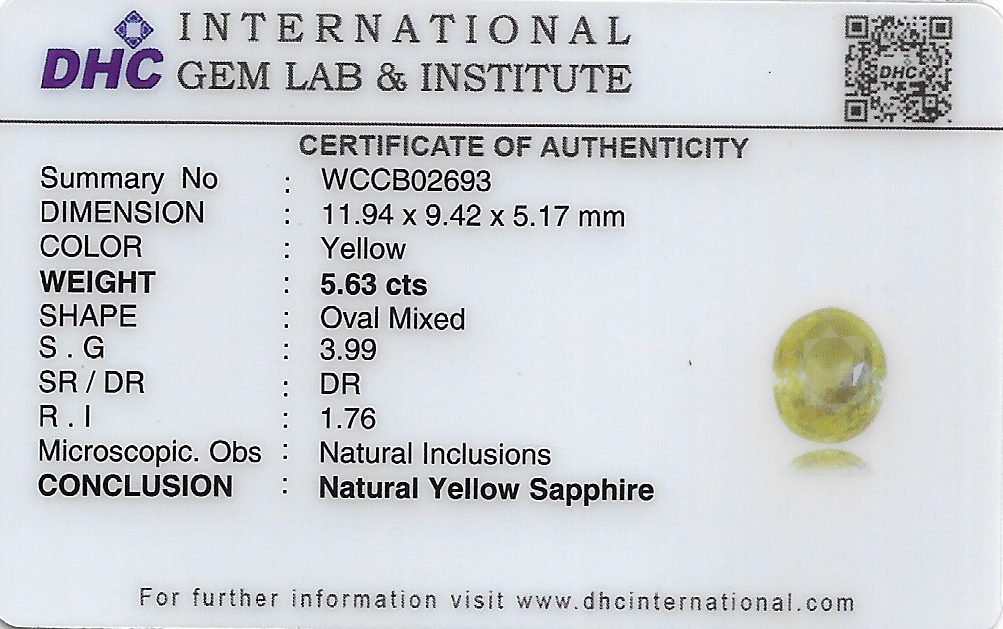 DHC INTERNATIONAL
GEM LAB & INSTITUTE
DHC
CERTIFICATE OF AUTHENTICITY
Summary No : WCCB02693
DIMENSION : 11.94 x 9.42 x 5.17 mm
COLOR : Yellow
WEIGHT : 5.63 cts
SHAPE : Oval Mixed
S . G : 3.99
SR / DR : DR
R . I : 1.76
Microscopic. Obs : Natural Inclusions
CONCLUSION : Natural Yellow Sapphire
For further information visit www.dhcinternational.com